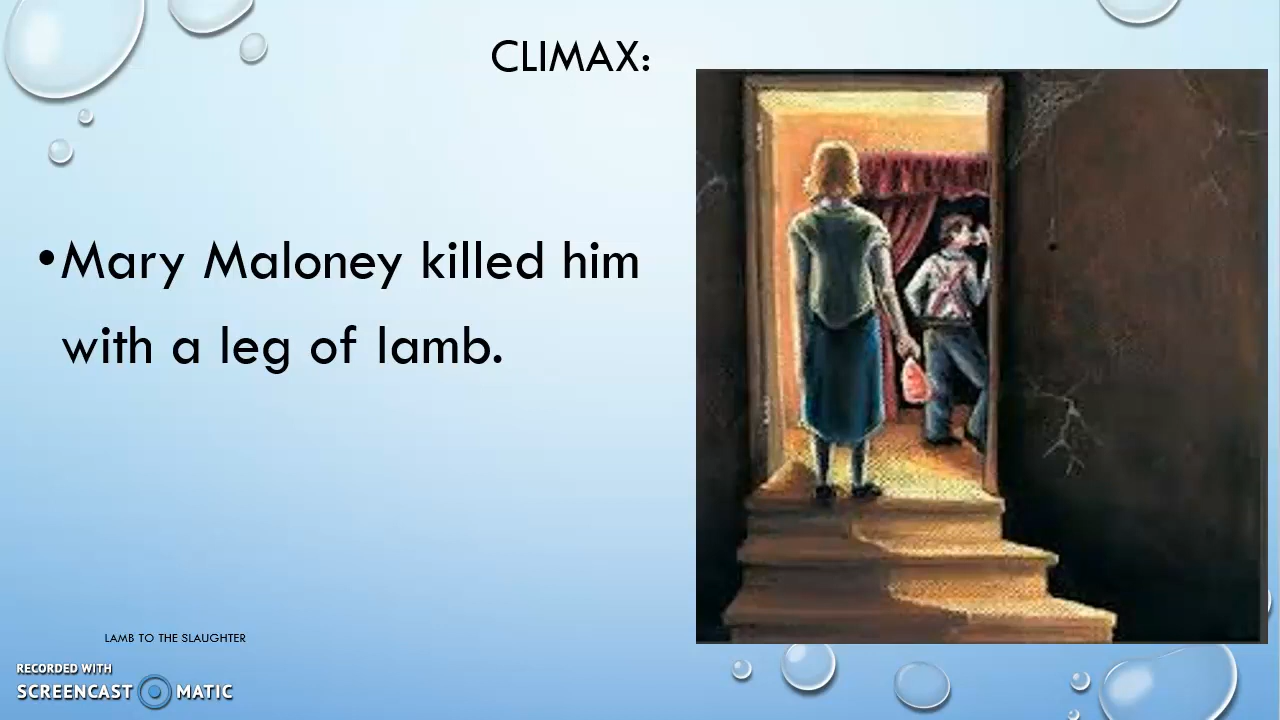 CLIMAX:
•Mary Maloney killed him
with a leg of lamb.
LAMB TO THE SLAUGHTER
RECORDED WITH
SCREENCAST MATIC